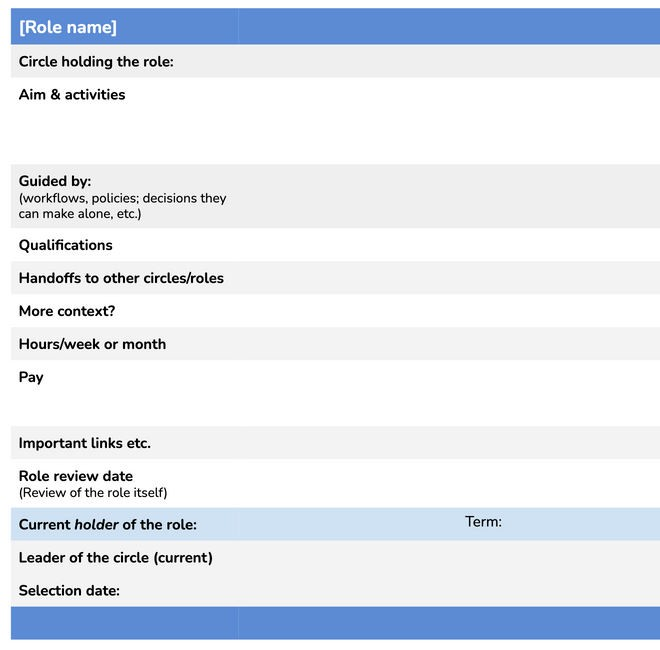 [Role name]
Circle holding the role:
Aim & activities
Guided by:
(workflows, policies; decisions they
can make alone, etc.)
Qualifications
Handoffs to other circles/roles
More context?
Hours/week or month
Pay
Important links etc.
Role review date
(Review of the role itself)
Current holder of the role: Term:
Leader of the circle (current)
Selection date: